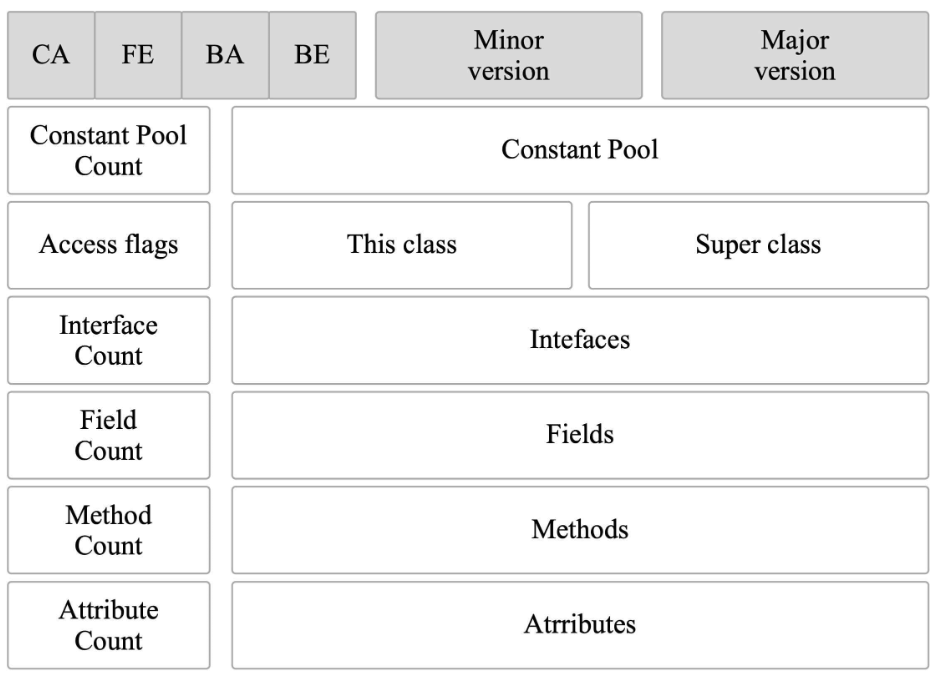 CA FE BA BE Minor Major
version version
Constant Pool
Count
Constant Pool
Access flags This class Super class
Interface
Count
Intefaces
Field
Count
Fields
Method
Count
Methods
Attribute
Count
Atrributes